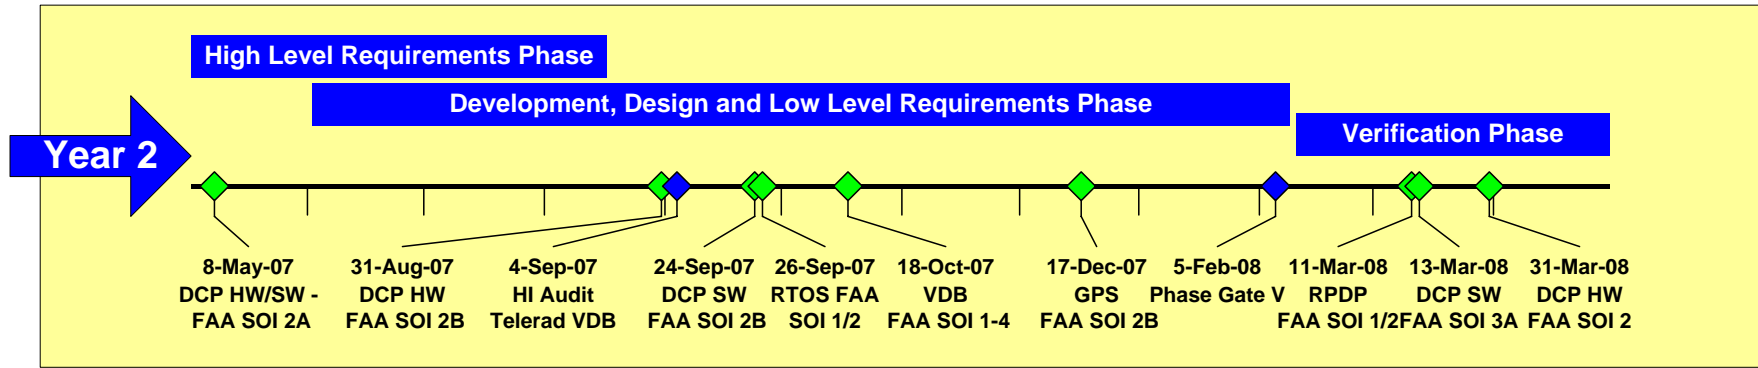 High Level Requirements Phase
Development, Design and Low Level Requirements Phase
Verification Phase
Year 2
8-May-07
DCP HW/SW -
FAA SOI 2A
31-Aug-07
DCP HW
FAA SOI 2B
4-Sep-07
HI Audit
Telerad VDB
24-Sep-07
DCP SW
FAA SOI 2B
26-Sep-07
RTOS FAA
SOI 1/2
18-Oct-07
VDB
FAA SOI 1-4
17-Dec-07
GPS
FAA SOI 2B
5-Feb-08
Phase Gate V
11-Mar-08
RPDP
FAA SOI 1/2
13-Mar-08
DCP SW
FAA SOI 3A
31-Mar-08
DCP HW
FAA SOI 2